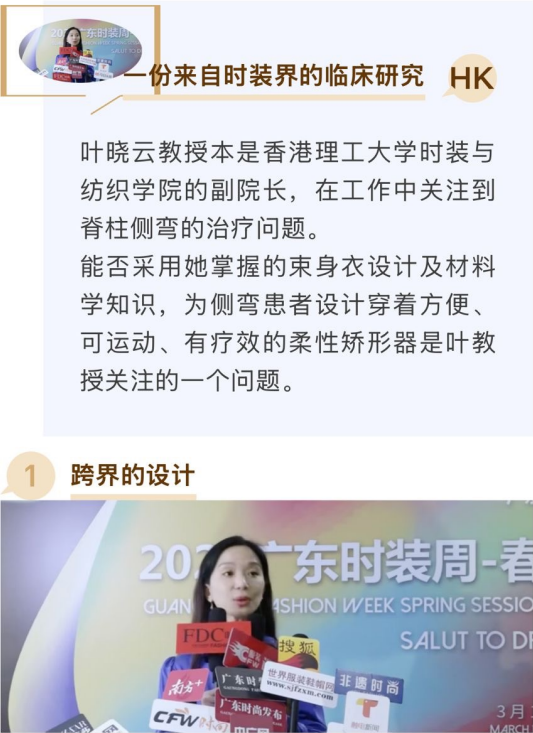 一份来自时装界的临床研究
HK
叶晓云教授本是香港理工大学时装与
纺织学院的副院长，在工作中关注到
脊柱侧弯的治疗问题。
能否采用她掌握的束身衣设计及材料
学知识，为侧弯患者设计穿着方便、
可运动、有疗效的柔性矫形器是叶教
授关注的一个问题。
1
跨界的设计
广东时装周-春
FASHION WEEK SPRING SESSIO
SALUT TO D
FDC
搜狐
世界服装鞋帽网
www.sjfzxm.com
非遗时尚
南方+
广东时尚发布
CFW
3月
MARCH